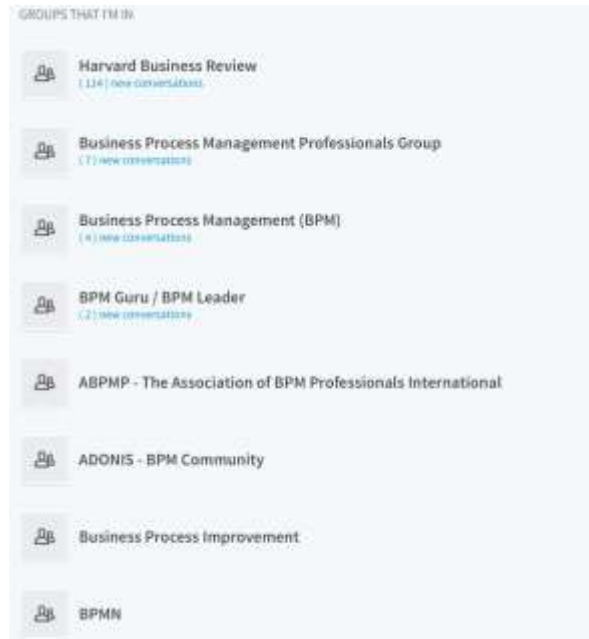 GROUPS THAT I'M IN
Harvard Business Review
(124) new conversations
Business Process Management Professionals Group
(7) new conversations
Business Process Management (BPM)
(4) new conversations
BPM Guru / BPM Leader
(2) new conversations
ABPMP - The Association of BPM Professionals International
ADONIS - BPM Community
Business Process Improvement
BPMN